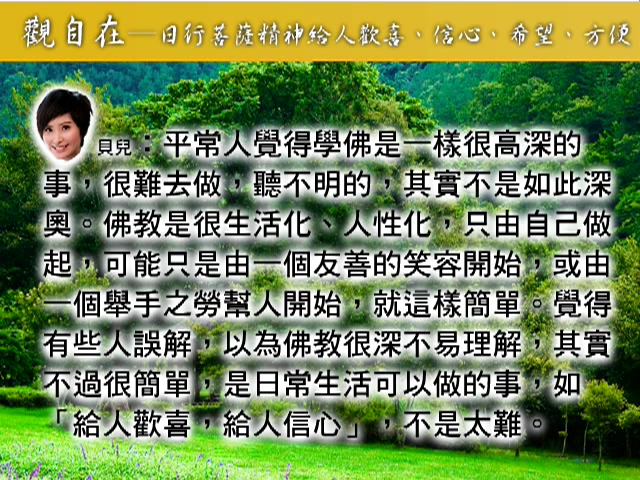 觀自在—日行菩薩精神給人歡喜、信心、希望、方便
貝兒：平常人覺得學佛是一樣很高深的
事，很難去做，聽不明的，其實不是如此深
奧。佛教是很生活化、人性化，只由自己做
起，可能只是由一個友善的笑容開始，或由
一個舉手之勞幫人開始，就這樣簡單。覺得
有些人誤解，以為佛教很深不易理解，其實
不過很簡單，是日常生活可以做的事，如
「給人歡喜，給人信心」，不是太難。